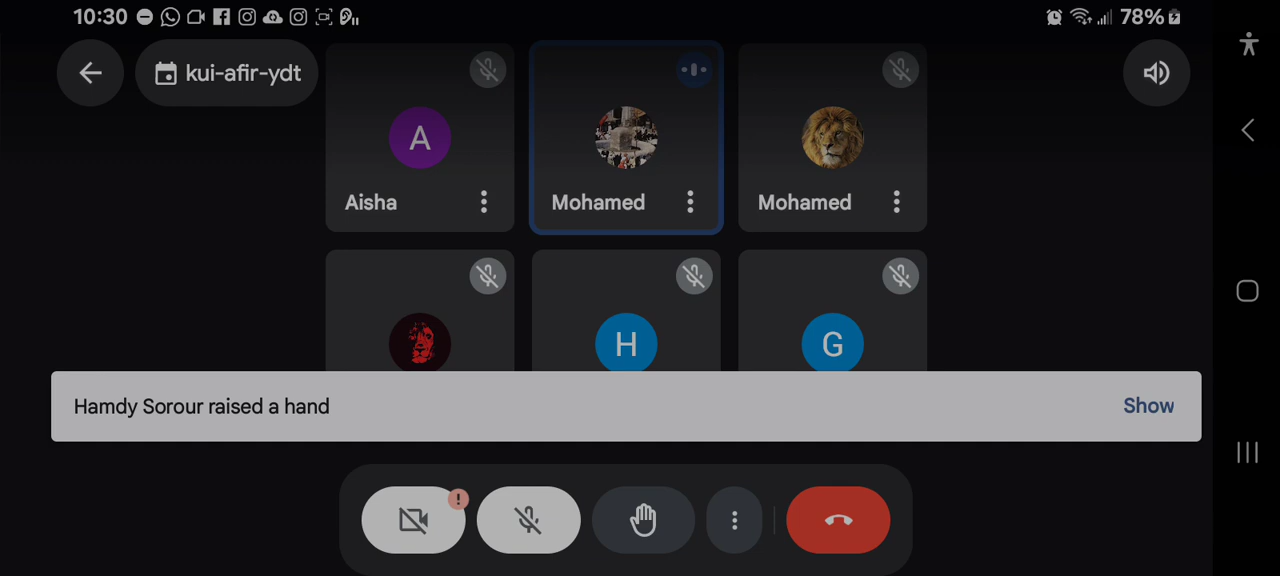 10:30
78%
kui-afir-ydt
A
Aisha
Mohamed
Mohamed
H
G
Hamdy Sorour raised a hand
Show
!